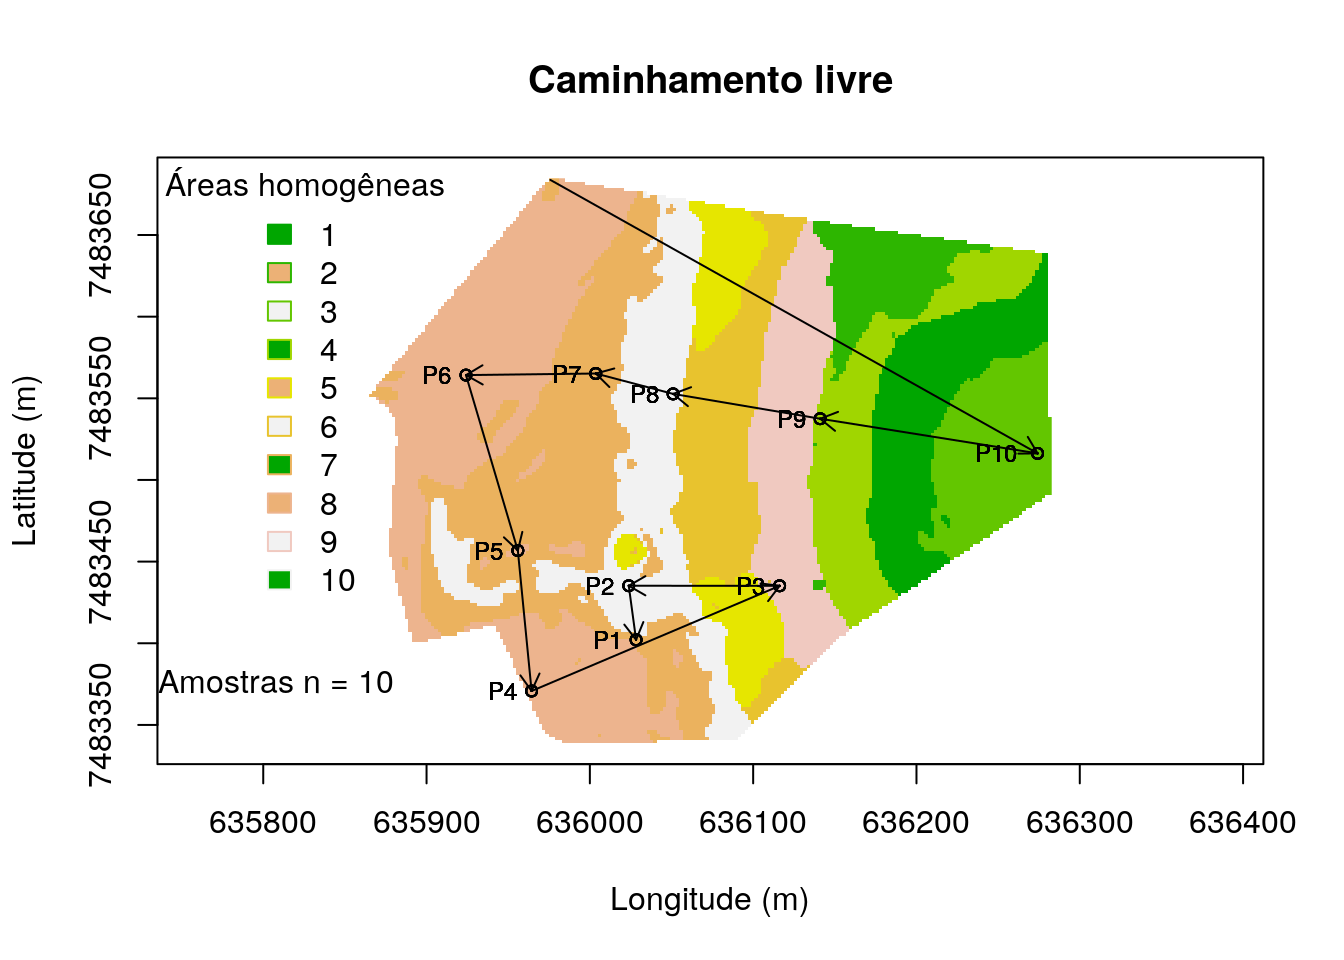 Caminhamento livre
Áreas homogêneas
1
2
3
4
5
6
7
8
9
10
Amostras n = 10
P6
P7
P8
P9
P10
P5
P2
P3
P1
P4
Latitude (m)
7483650
7483550
7483450
7483350
635800
635900
636000
636100
636200
636300
636400
Longitude (m)